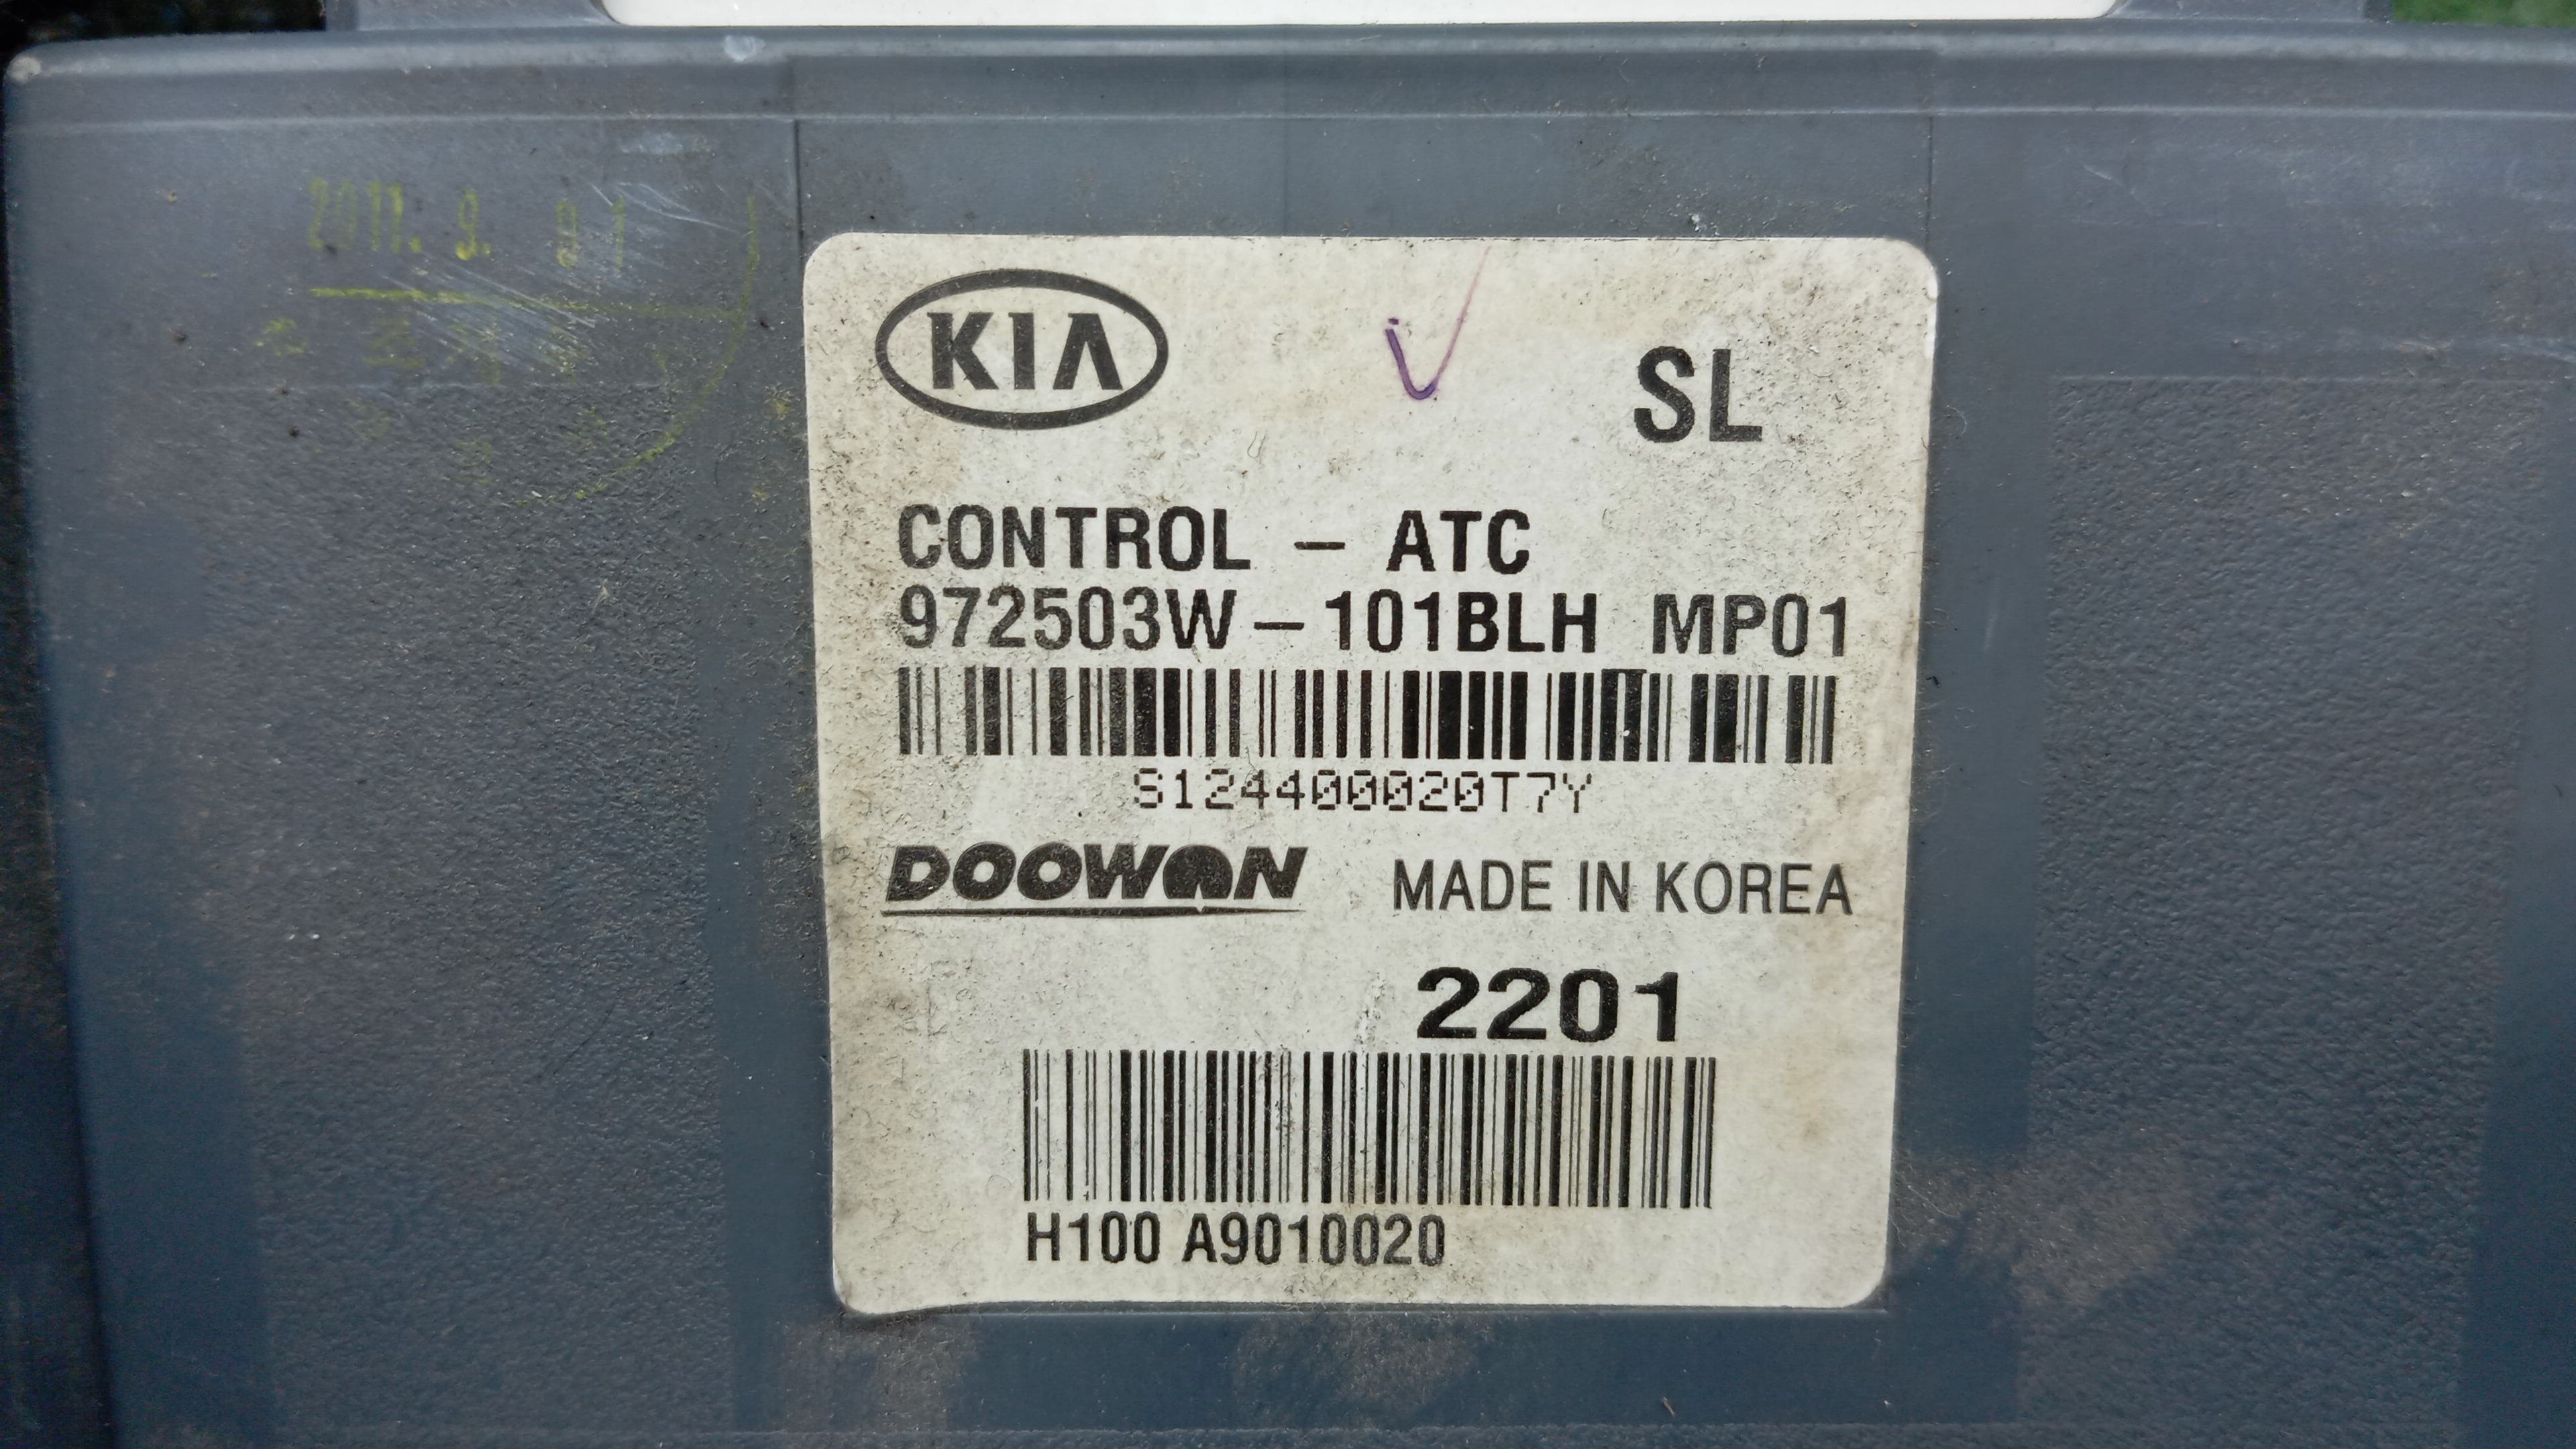 2011. 9.
KIA
SL
CONTROL - ATC
972503W-101BLH MP01
S124400020T7Y
DOOWON MADE IN KOREA
2201
H100 A9010020